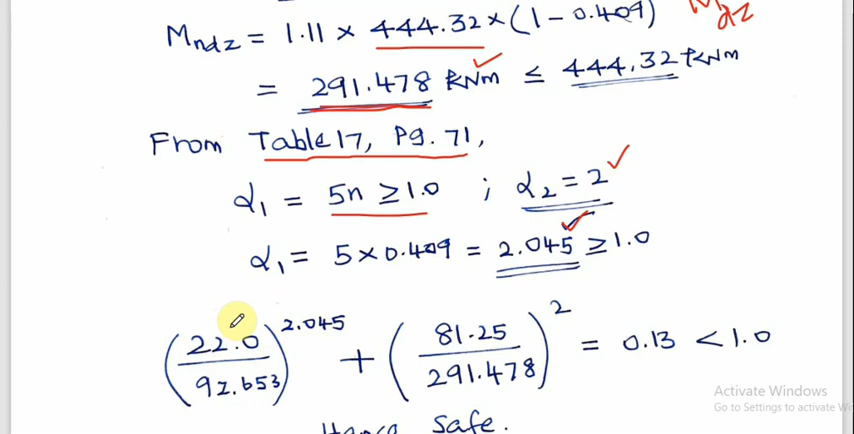 Mndz = 1.11 × 444.32 × (1 - 0.409)
dz
= 291.478 kNm ≤ 444.32 kNm
From Table 17, Pg. 71,
α₁ = 5n ≥ 1.0 ; α₂ = 2
α₁ = 5 × 0.409 = 2.045 ≥ 1.0
(22.0/92.653)^2.045 + (81.25/291.478)^2 = 0.13 < 1.0
Activate Windows
Go to Settings to activate
safe.